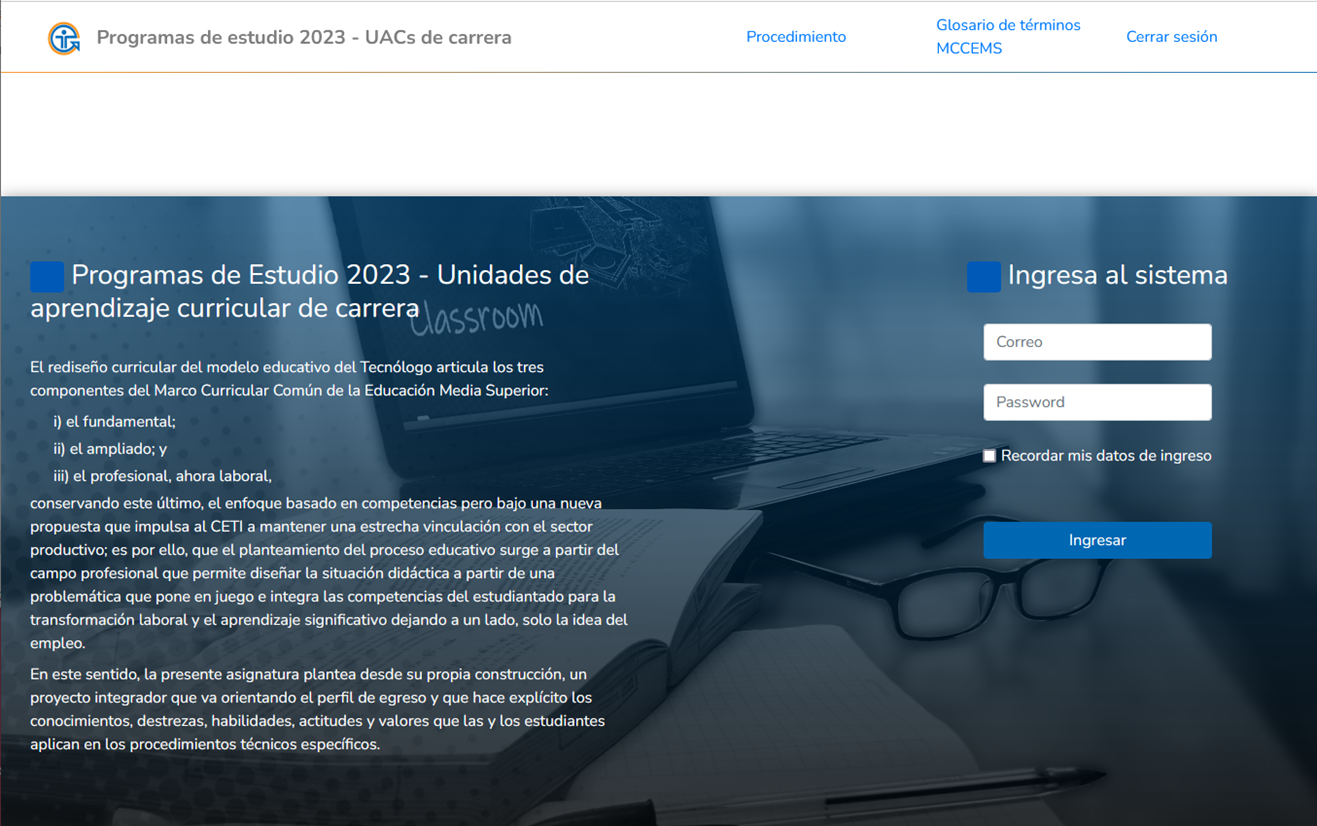 Programas de estudio 2023 - UACs de carrera
Procedimiento
Glosario de términos
MCCEMS
Cerrar sesión
Programas de Estudio 2023 - Unidades de
aprendizaje curricular de carrera
classroom
El rediseño curricular del modelo educativo del Tecnólogo articula los tres
componentes del Marco Curricular Común de la Educación Media Superior:
i) el fundamental;
ii) el ampliado; y
iii) el profesional, ahora laboral,
conservando este último, el enfoque basado en competencias pero bajo una nueva
propuesta que impulsa al CETI a mantener una estrecha vinculación con el sector
productivo; es por ello, que el planteamiento del proceso educativo surge a partir del
campo profesional que permite diseñar la situación didáctica a partir de una
problemática que pone en juego e integra las competencias del estudiantado para la
transformación laboral y el aprendizaje significativo dejando a un lado, solo la idea del
empleo.
En este sentido, la presente asignatura plantea desde su propia construcción, un
proyecto integrador que va orientando el perfil de egreso y que hace explícito los
conocimientos, destrezas, habilidades, actitudes y valores que las y los estudiantes
aplican en los procedimientos técnicos específicos.
Ingresa al sistema
Correo
Password
Recordar mis datos de ingreso
Ingresar